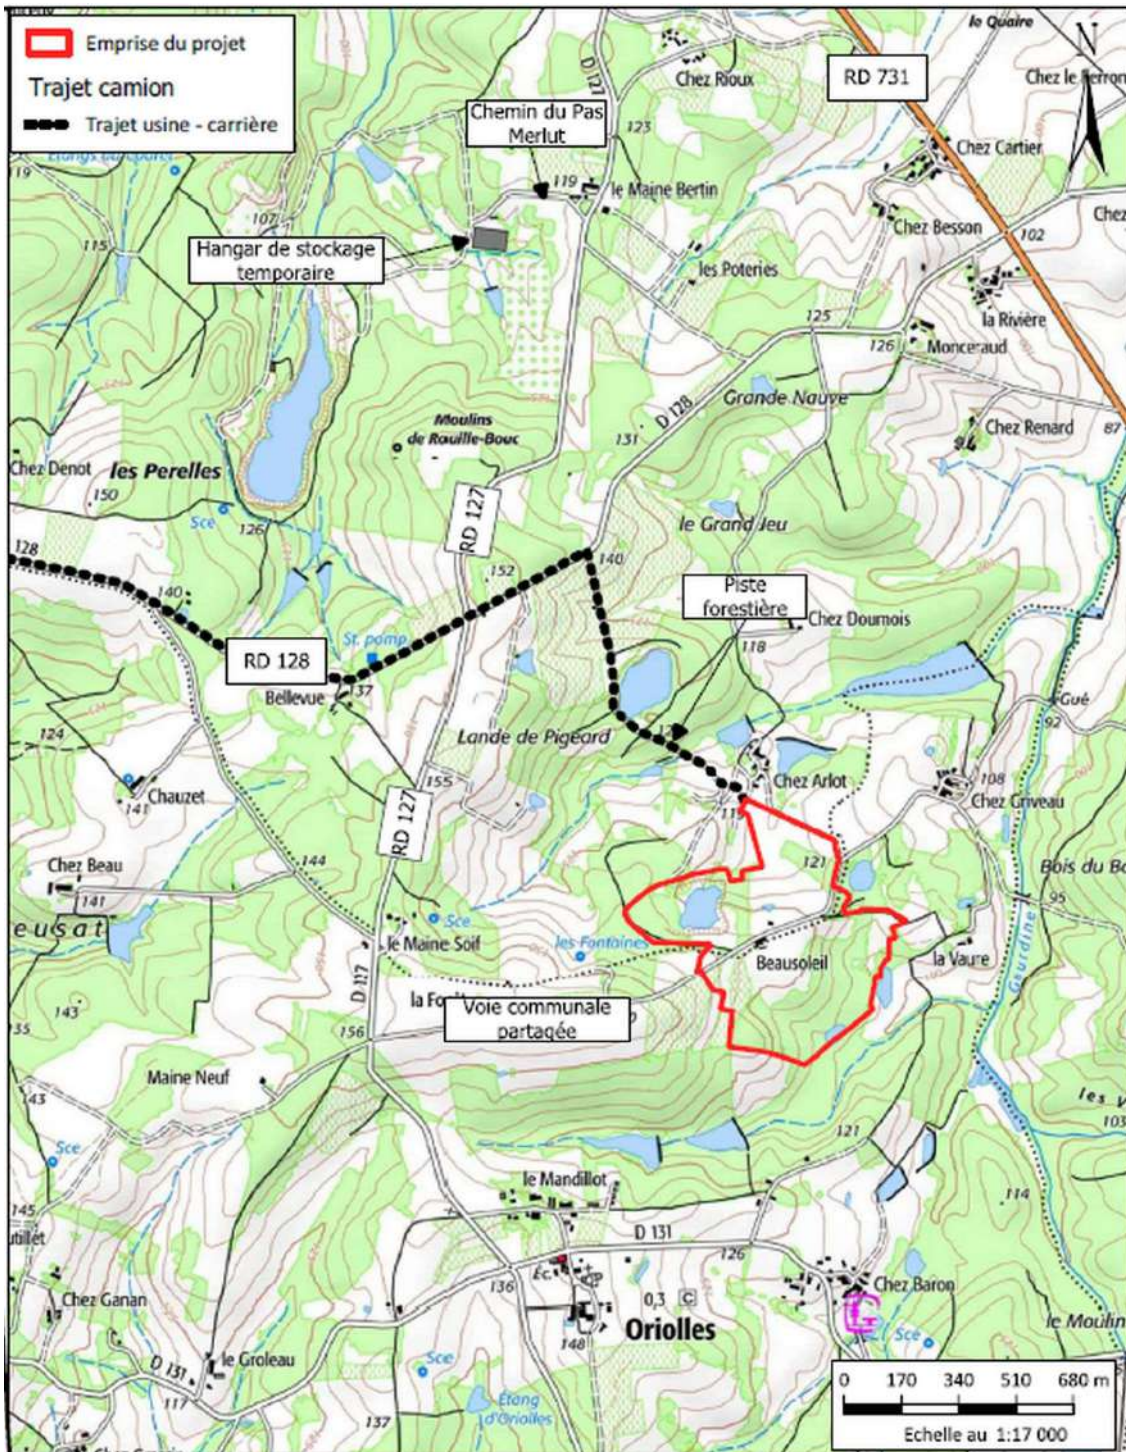 Emprise du projet
Trajet camion
Trajet usine - carrière
le Quaire
N
RD 731
Chez Rioux
D 127
Chemin du Pas
Merlut
123
Chez Cartier
119
119
le Maine Bertin
107
Chez Besson
Chez
115
Hangar de stockage
temporaire
102
les Poteries
la Rivière
125
126
Monceraud
Grande Nauve
D 128
131
Moulins
de Rouille-Bouc
Chez Renard
87
Chez Denot
les Perelles
150
Sce
126
RD 127
le Grand Jeu
128
140
152
140
Piste
forestière
Chez Doumois
118
St. pomp.
RD 128
Bellevue
137
Gué
92
Lande de Pigeard
124
155
Chez Arlot
108
Chauzet
141
Chez Griveau
RD 127
144
121
Chez Beau
141
95
Sce
eusat
le Maine Soif
les Fontaines
Beausoleil
la Vaure
Gourdine
D 127
143
Voie communale
partagée
156
Maine Neuf
143
121
103
Sce
le Mandillot
114
145
D 131
126
136
Éc.
Chez Baron
Chez Ganan
0,3 C
Oriolles
le Moulin
148
Sce
le Groleau
D 131
Sce
117
Étang
d'Oriolles
137
0 170 340 510 680 m
Echelle au 1:17 000